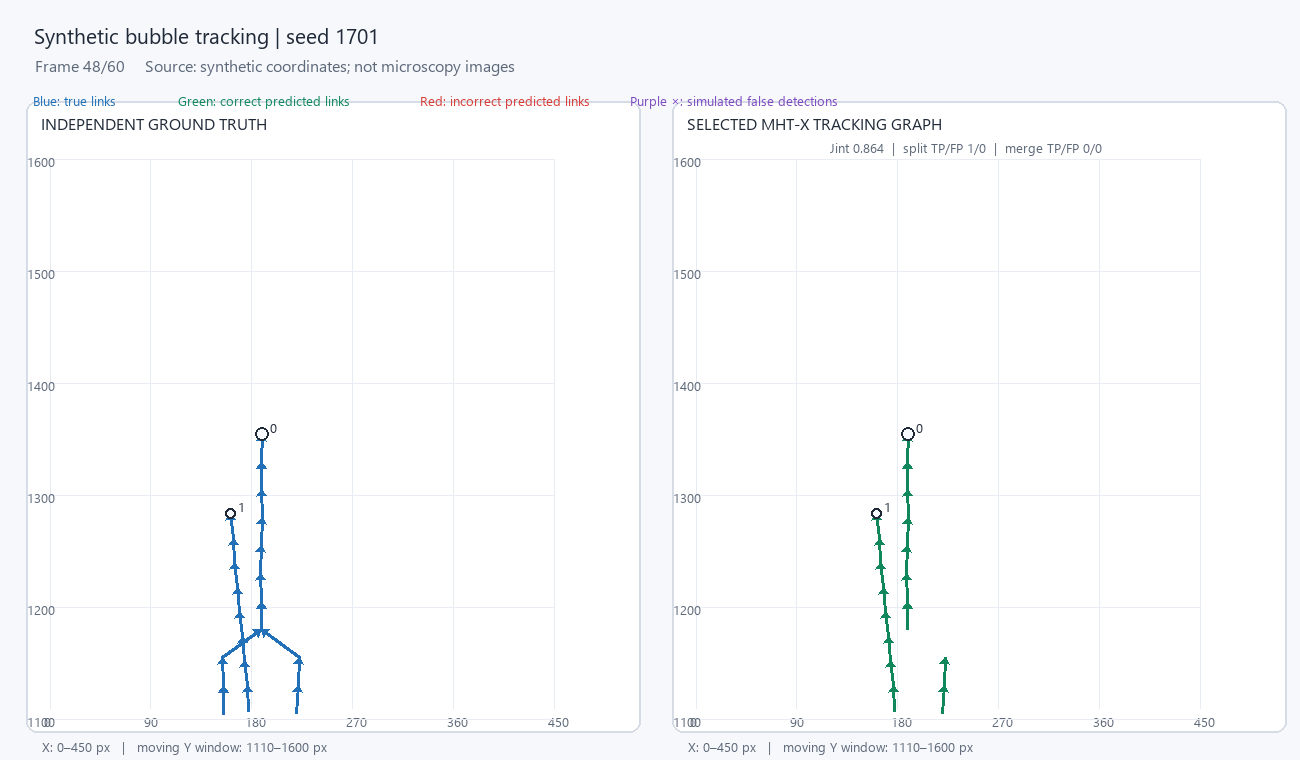 Synthetic bubble tracking | seed 1701
Frame 48/60 Source: synthetic coordinates; not microscopy images
Blue: true links Green: correct predicted links Red: incorrect predicted links Purple ×: simulated false detections
INDEPENDENT GROUND TRUTH
1600
1500
1400
1300
1200
1100
0 90 180 270 360 450
0
1
X: 0–450 px | moving Y window: 1110–1600 px
SELECTED MHT-X TRACKING GRAPH
Jint 0.864 | split TP/FP 1/0 | merge TP/FP 0/0
1600
1500
1400
1300
1200
1100
0 90 180 270 360 450
0
1
X: 0–450 px | moving Y window: 1110–1600 px